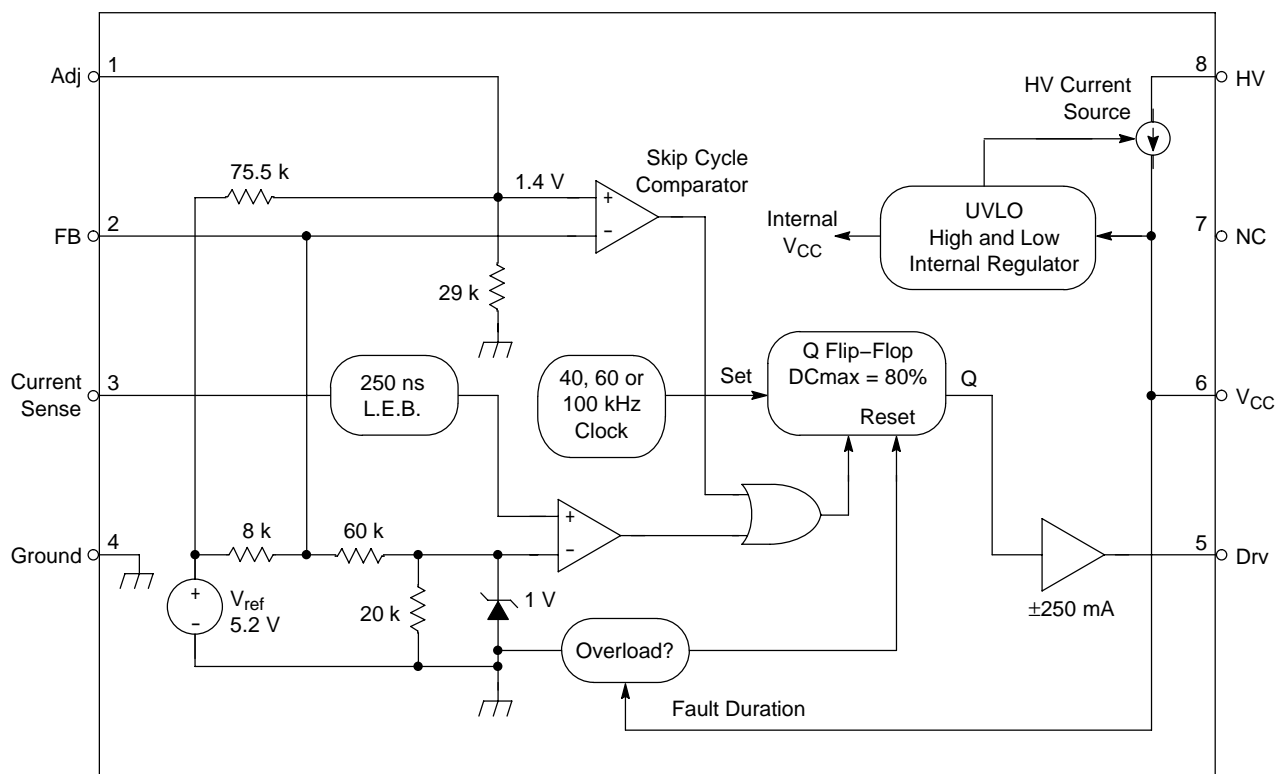 Adj
1
8
HV
HV Current
Source
75.5 k
1.4 V
Skip Cycle
Comparator
+
−
FB
2
Internal
VCC
UVLO
High and Low
Internal Regulator
7
NC
29 k
Current
Sense
3
250 ns
L.E.B.
40, 60 or
100 kHz
Clock
Set
Q Flip−Flop
DCmax = 80%
Reset
Q
6
VCC
Ground
4
8 k
60 k
+
−
5
Drv
+
−
Vref
5.2 V
20 k
1 V
±250 mA
Overload?
Fault Duration